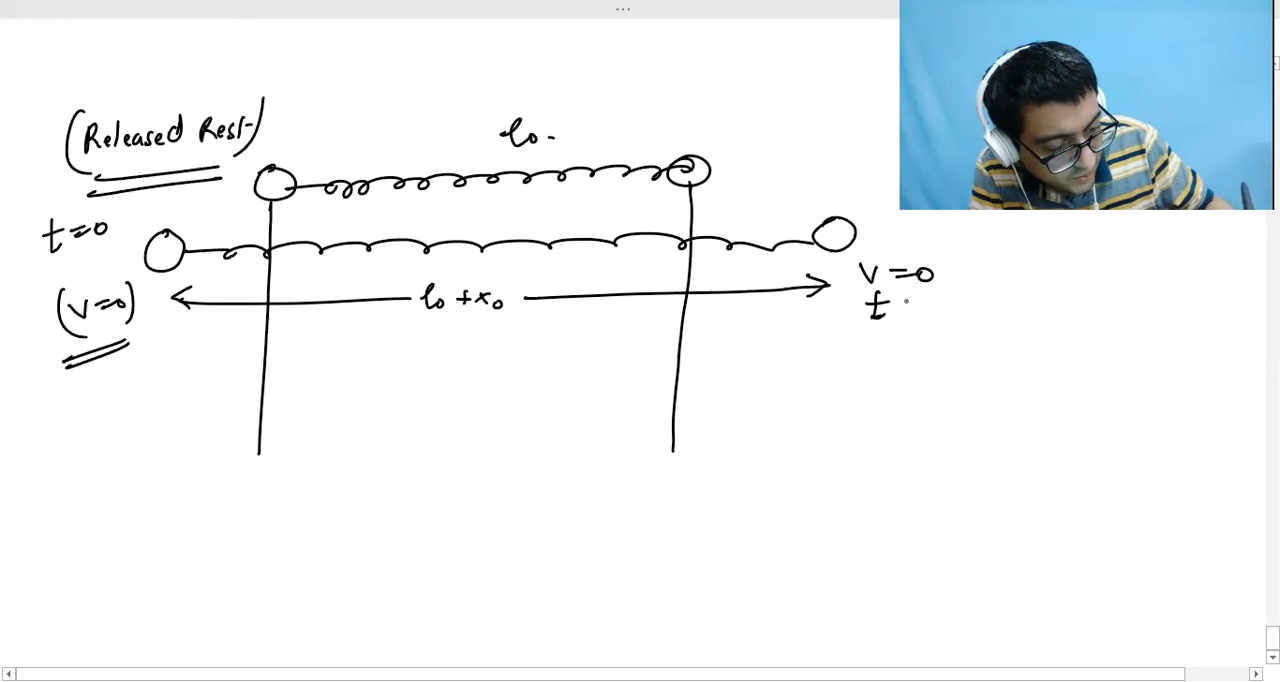 (Released Rest)
l₀.
t=0
(v=0)
l₀ + x₀
v=0
t